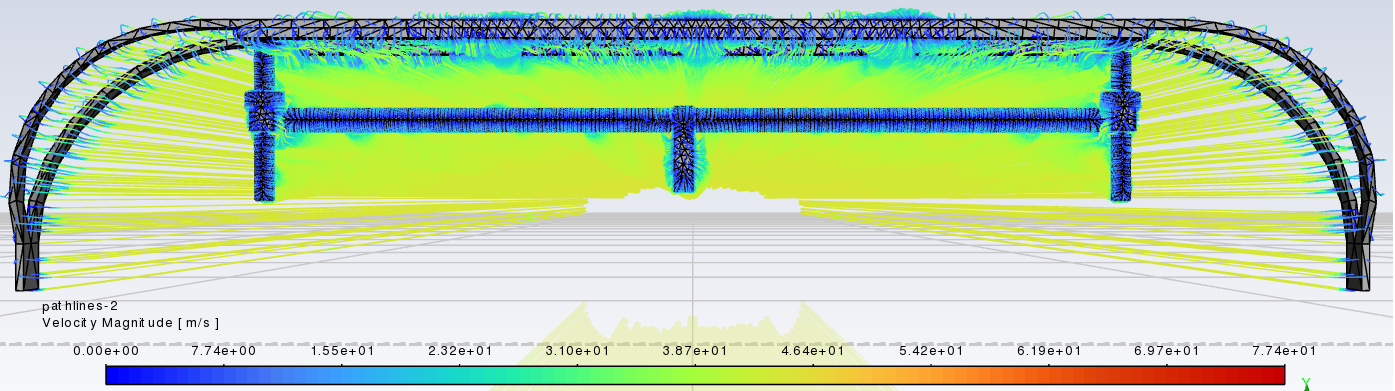 pathlines-2
Velocity Magnitude [ m/s ]
0.00e+00 7.74e+00 1.55e+01 2.32e+01 3.10e+01 3.87e+01 4.64e+01 5.42e+01 6.19e+01 6.97e+01 7.74e+01
Y